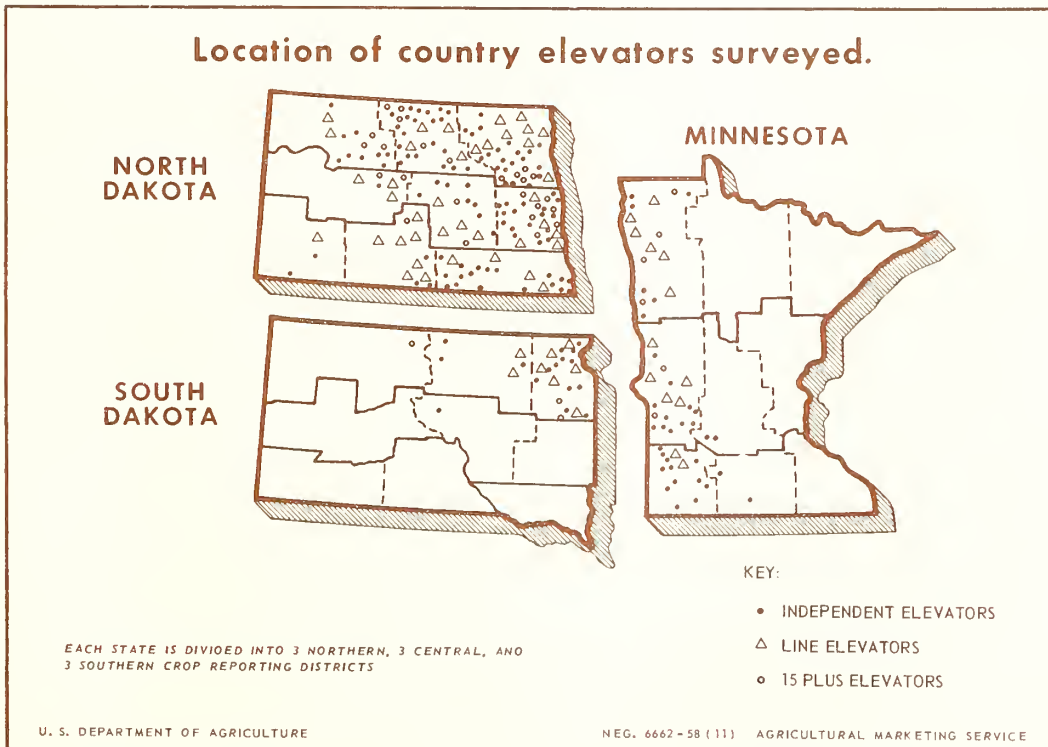 Location of country elevators surveyed.
NORTH
DAKOTA
MINNESOTA
SOUTH
DAKOTA
KEY:
• INDEPENDENT ELEVATORS
△ LINE ELEVATORS
○ 15 PLUS ELEVATORS
EACH STATE IS DIVIOED INTO 3 NORTHERN, 3 CENTRAL, ANO
3 SOUTHERN CROP REPORTING DISTRICTS
U. S. DEPARTMENT OF AGRICULTURE
NEG. 6662-58 (11) AGRICULTURAL MARKETING SERVICE